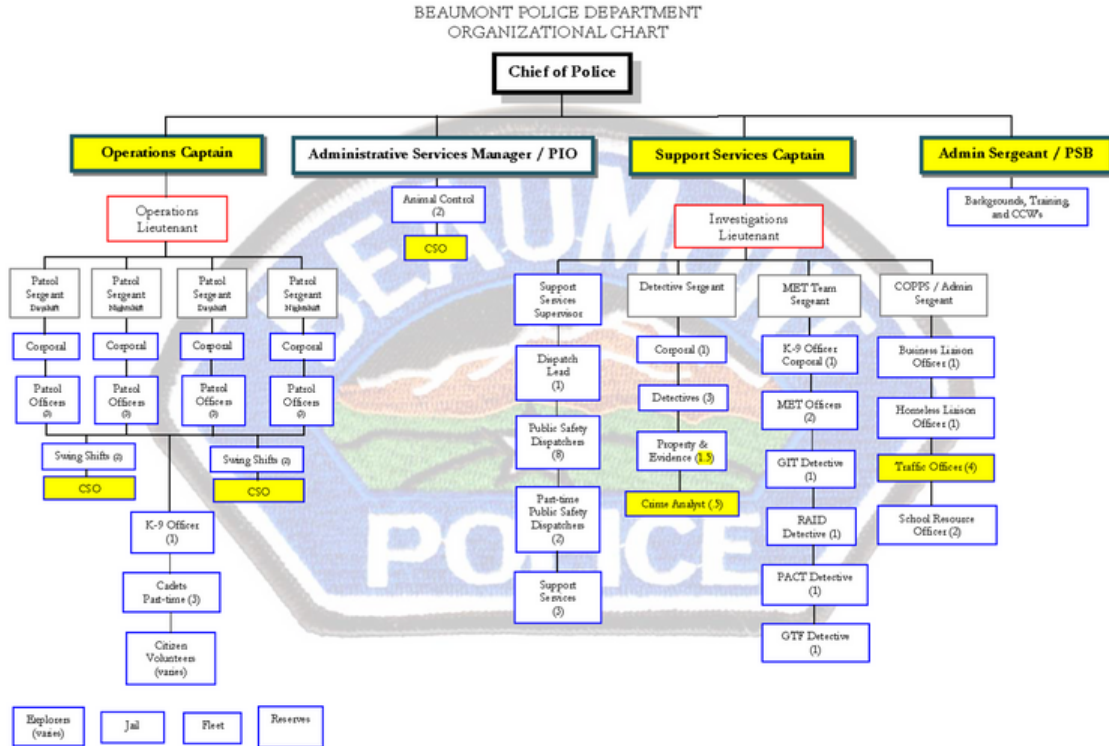 BEAUMONT POLICE DEPARTMENT
ORGANIZATIONAL CHART
Chief of Police
Operations Captain
Administrative Services Manager / PIO
Support Services Captain
Admin Sergeant / PSB
Operations
Lieutenant
Animal Control
(2)
CSO
Investigations
Lieutenant
Backgrounds, Training,
and CCW's
Patrol
Sergeant
Dayshift
Patrol
Sergeant
Nightshift
Patrol
Sergeant
Dayshift
Patrol
Sergeant
Nightshift
Corporal
Corporal
Corporal
Corporal
Patrol
Officers
Patrol
Officers
Patrol
Officers
Patrol
Officers
Swing Shifts (2)
Swing Shifts (2)
CSO
CSO
K-9 Officer
(1)
Cadets
Part-time (3)
Citizen
Volunteers
(varies)
Support
Services
Supervisor
Dispatch
Lead
(1)
Public Safety
Dispatchers
(8)
Part-time
Public Safety
Dispatchers
(2)
Support
Services
(3)
Detective Sergeant
Corporal (1)
Detectives (3)
Property &
Evidence (1.5)
Crime Analyst (.5)
MET Team
Sergeant
K-9 Officer
Corporal (1)
MET Officers
(2)
GIT Detective
(1)
RAID
Detective (1)
PACT Detective
(1)
GTF Detective
(1)
COPPS / Admin
Sergeant
Business Liaison
Officer (1)
Homeless Liaison
Officer (1)
Traffic Officer (4)
School Resource
Officer (2)
Explorers
(varies)
Jail
Fleet
Reserves
BEAUMONT
POLICE